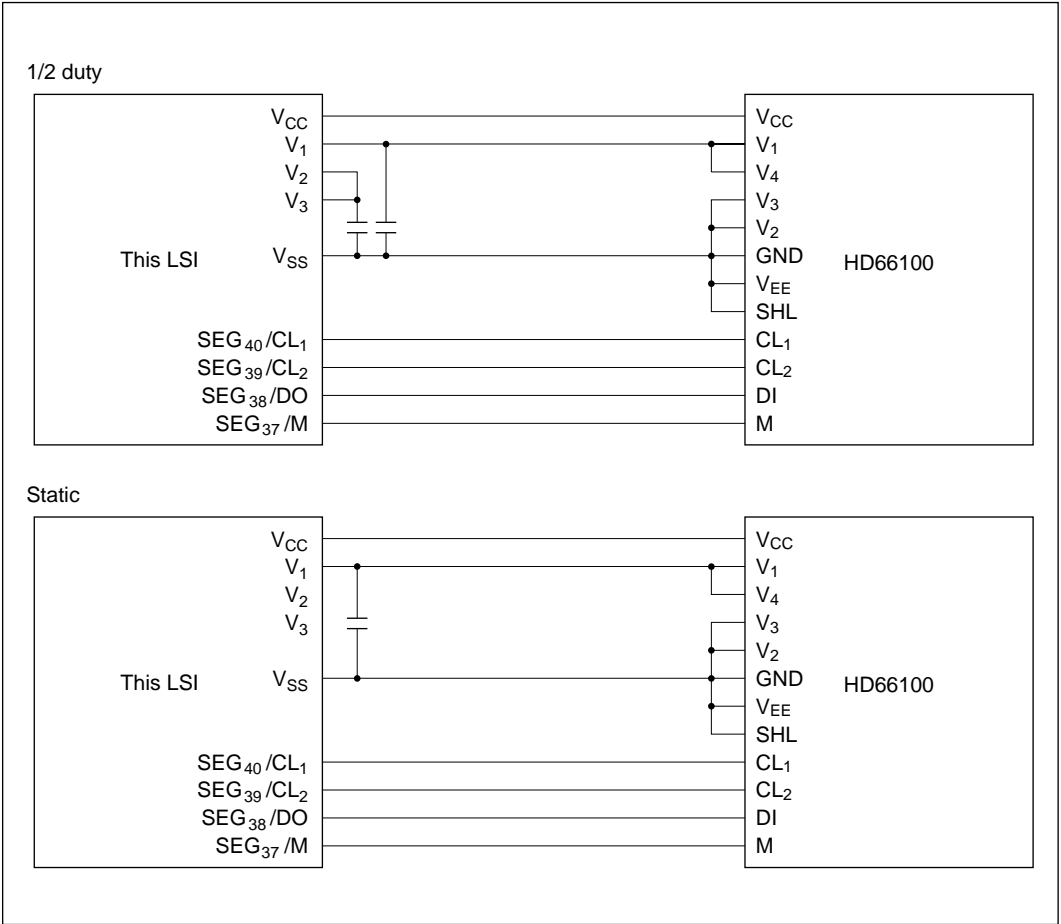 1/2 duty
VCC
V1
V2
V3
VSS
This LSI
SEG40/CL1
SEG39/CL2
SEG38/DO
SEG37/M
VCC
V1
V4
V3
V2
GND
VEE
SHL
CL1
CL2
DI
M
HD66100
Static
VCC
V1
V2
V3
VSS
This LSI
SEG40/CL1
SEG39/CL2
SEG38/DO
SEG37/M
VCC
V1
V4
V3
V2
GND
VEE
SHL
CL1
CL2
DI
M
HD66100